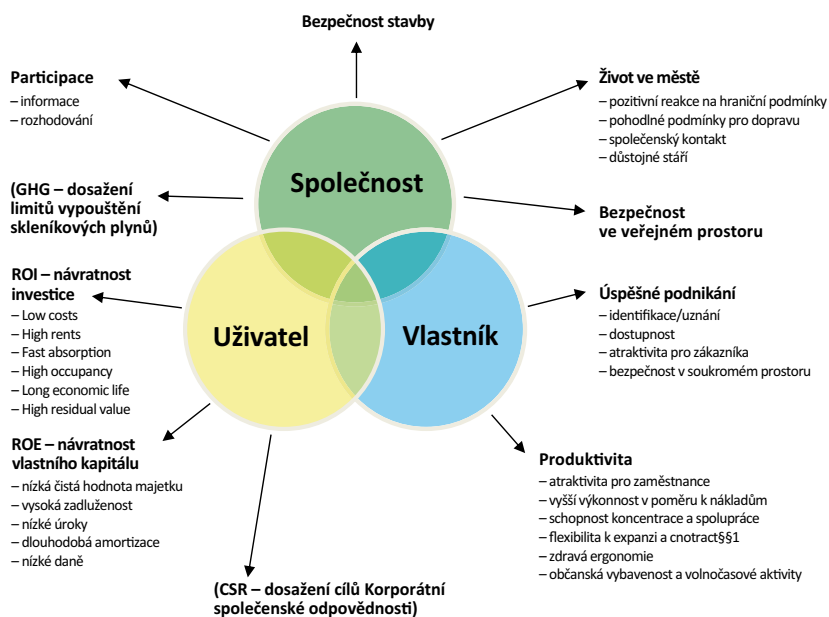 Bezpečnost stavby
Participace
– informace
– rozhodování
Život ve městě
– pozitivní reakce na hraniční podmínky
– pohodlné podmínky pro dopravu
– společenský kontakt
– důstojné stáří
Společnost
(GHG – dosažení
limitů vypouštění
skleníkových plynů)
Bezpečnost
ve veřejném prostoru
ROI – návratnost
investice
– Low costs
– High rents
– Fast absorption
– High occupancy
– Long economic life
– High residual value
Uživatel
Vlastník
Úspěšné podnikání
– identifikace/uznání
– dostupnost
– atraktivita pro zákazníka
– bezpečnost v soukromém prostoru
ROE – návratnost
vlastního kapitálu
– nízká čistá hodnota majetku
– vysoká zadluženost
– nízké úroky
– dlouhodobá amortizace
– nízké daně
Produktivita
– atraktivita pro zaměstnance
– vyšší výkonnost v poměru k nákladům
– schopnost koncentrace a spolupráce
– flexibilita k expanzi a cnotract§§1
– zdravá ergonomie
– občanská vybavenost a volnočasové aktivity
(CSR – dosažení cílů Korporátní
společenské odpovědnosti)